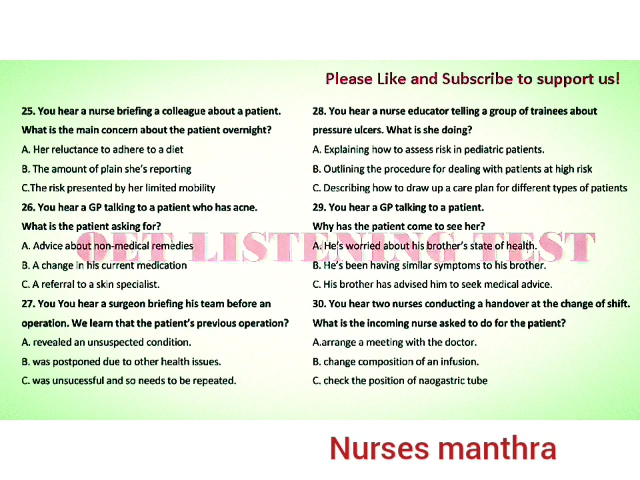 Please Like and Subscribe to support us!
25. You hear a nurse briefing a colleague about a patient.
What is the main concern about the patient overnight?
A. Her reluctance to adhere to a diet
B. The amount of plain she's reporting
C.The risk presented by her limited mobility
26. You hear a GP talking to a patient who has acne.
What is the patient asking for?
A. Advice about non-medical remedies
B. A change in his current medication
C. A referral to a skin specialist.
27. You You hear a surgeon briefing his team before an
operation. We learn that the patient's previous operation?
A. revealed an unsuspected condition.
B. was postponed due to other health issues.
C. was unsucessful and so needs to be repeated.
28. You hear a nurse educator telling a group of trainees about
pressure ulcers. What is she doing?
A. Explaining how to assess risk in pediatric patients.
B. Outlining the procedure for dealing with patients at high risk
C. Describing how to draw up a care plan for different types of patients
29. You hear a GP talking to a patient.
Why has the patient come to see her?
A. He's worried about his brother's state of health.
B. He's been having similar symptoms to his brother.
C. His brother has advised him to seek medical advice.
30. You hear two nurses conducting a handover at the change of shift.
What is the incoming nurse asked to do for the patient?
A.arrange a meeting with the doctor.
B. change composition of an infusion.
C. check the position of naogastric tube
OET LISTENING TEST
Nurses manthra